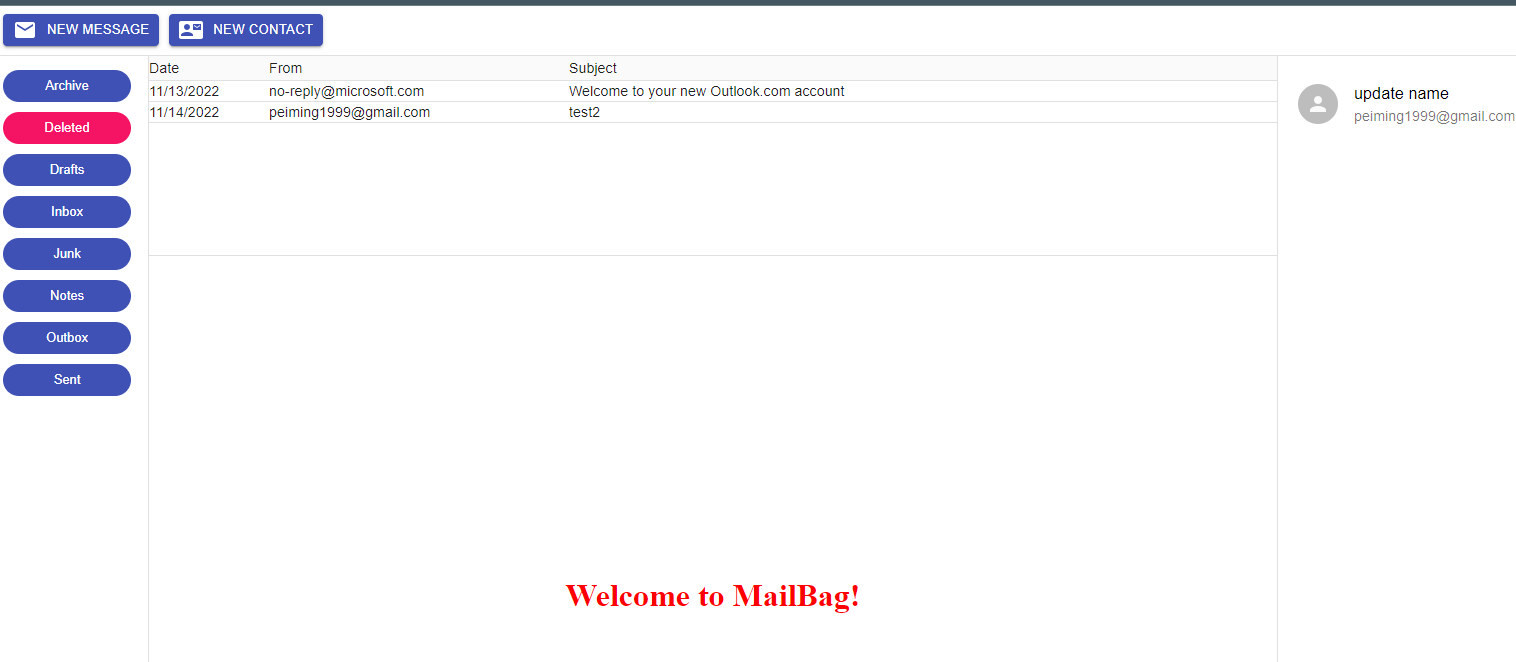 NEW MESSAGE NEW CONTACT
Archive
Deleted
Drafts
Inbox
Junk
Notes
Outbox
Sent
Date From Subject
11/13/2022 no-reply@microsoft.com Welcome to your new Outlook.com account
11/14/2022 peiming1999@gmail.com test2
Welcome to MailBag!
update name
peiming1999@gmail.com